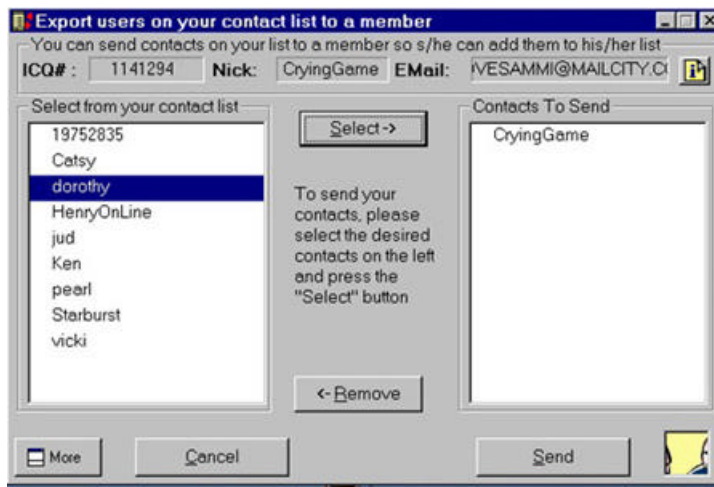 Export users on your contact list to a member
You can send contacts on your list to a member so s/he can add them to his/her list
ICQ# : 1141294 Nick: CryingGame EMail: IVESAMMI@MAILCITY.C
Select from your contact list
19752835
Catsy
dorothy
HenryOnLine
jud
Ken
pearl
Starburst
vicki
Select ->
To send your
contacts, please
select the desired
contacts on the left
and press the
"Select" button
<- Remove
Contacts To Send
CryingGame
More
Cancel
Send